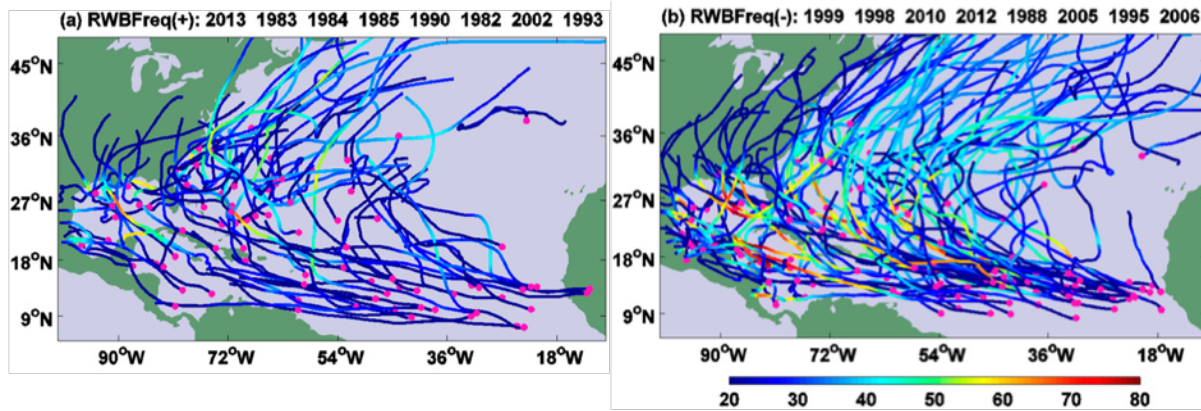 (a) RWBFreq(+): 2013 1983 1984 1985 1990 1982 2002 1993
45°N
36°N
27°N
18°N
9°N
90°W 72°W 54°W 36°W 18°W
(b) RWBFreq(-): 1999 1998 2010 2012 1988 2005 1995 2006
45°N
36°N
27°N
18°N
9°N
90°W 72°W 54°W 36°W 18°W
20 30 40 50 60 70 80